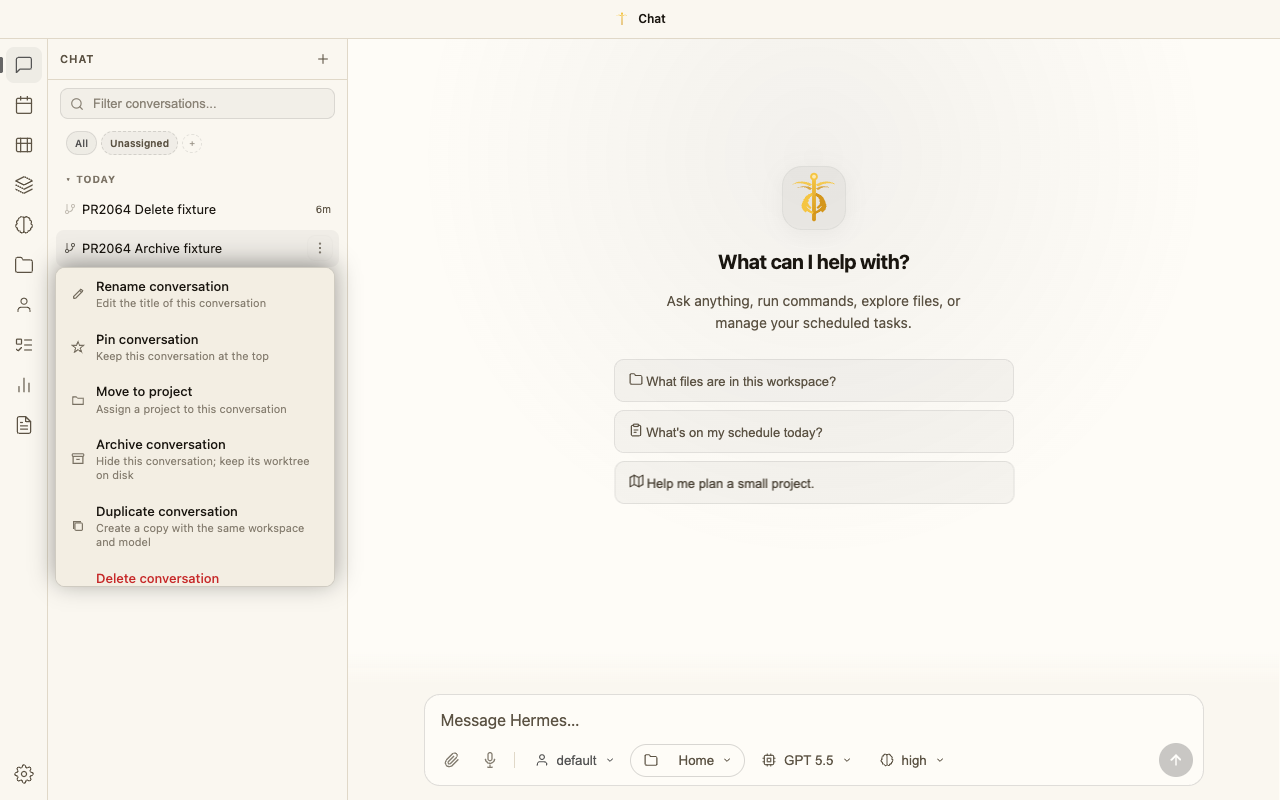 Chat
CHAT
Filter conversations...
All
Unassigned
+
TODAY
PR2064 Delete fixture
6m
PR2064 Archive fixture
Rename conversation
Edit the title of this conversation
Pin conversation
Keep this conversation at the top
Move to project
Assign a project to this conversation
Archive conversation
Hide this conversation; keep its worktree
on disk
Duplicate conversation
Create a copy with the same workspace
and model
Delete conversation
What can I help with?
Ask anything, run commands, explore files, or
manage your scheduled tasks.
What files are in this workspace?
What's on my schedule today?
Help me plan a small project.
Message Hermes...
default
Home
GPT 5.5
high